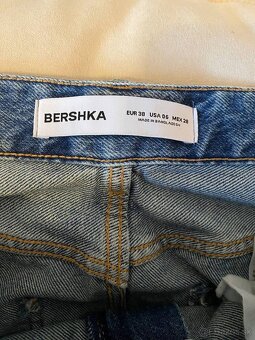 BERSHKA
EUR 38 USA 06 MEX 28
MADE IN BANGLADESH